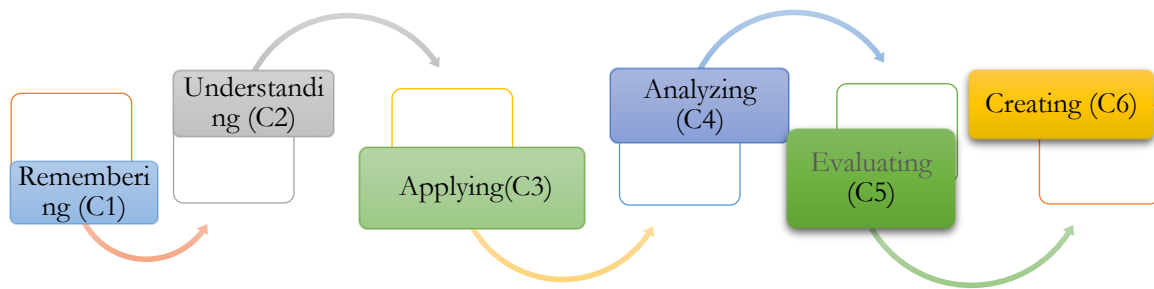 Rememberi
ng (C1)
Understandi
ng (C2)
Applying(C3)
Analyzing
(C4)
Evaluating
(C5)
Creating (C6)